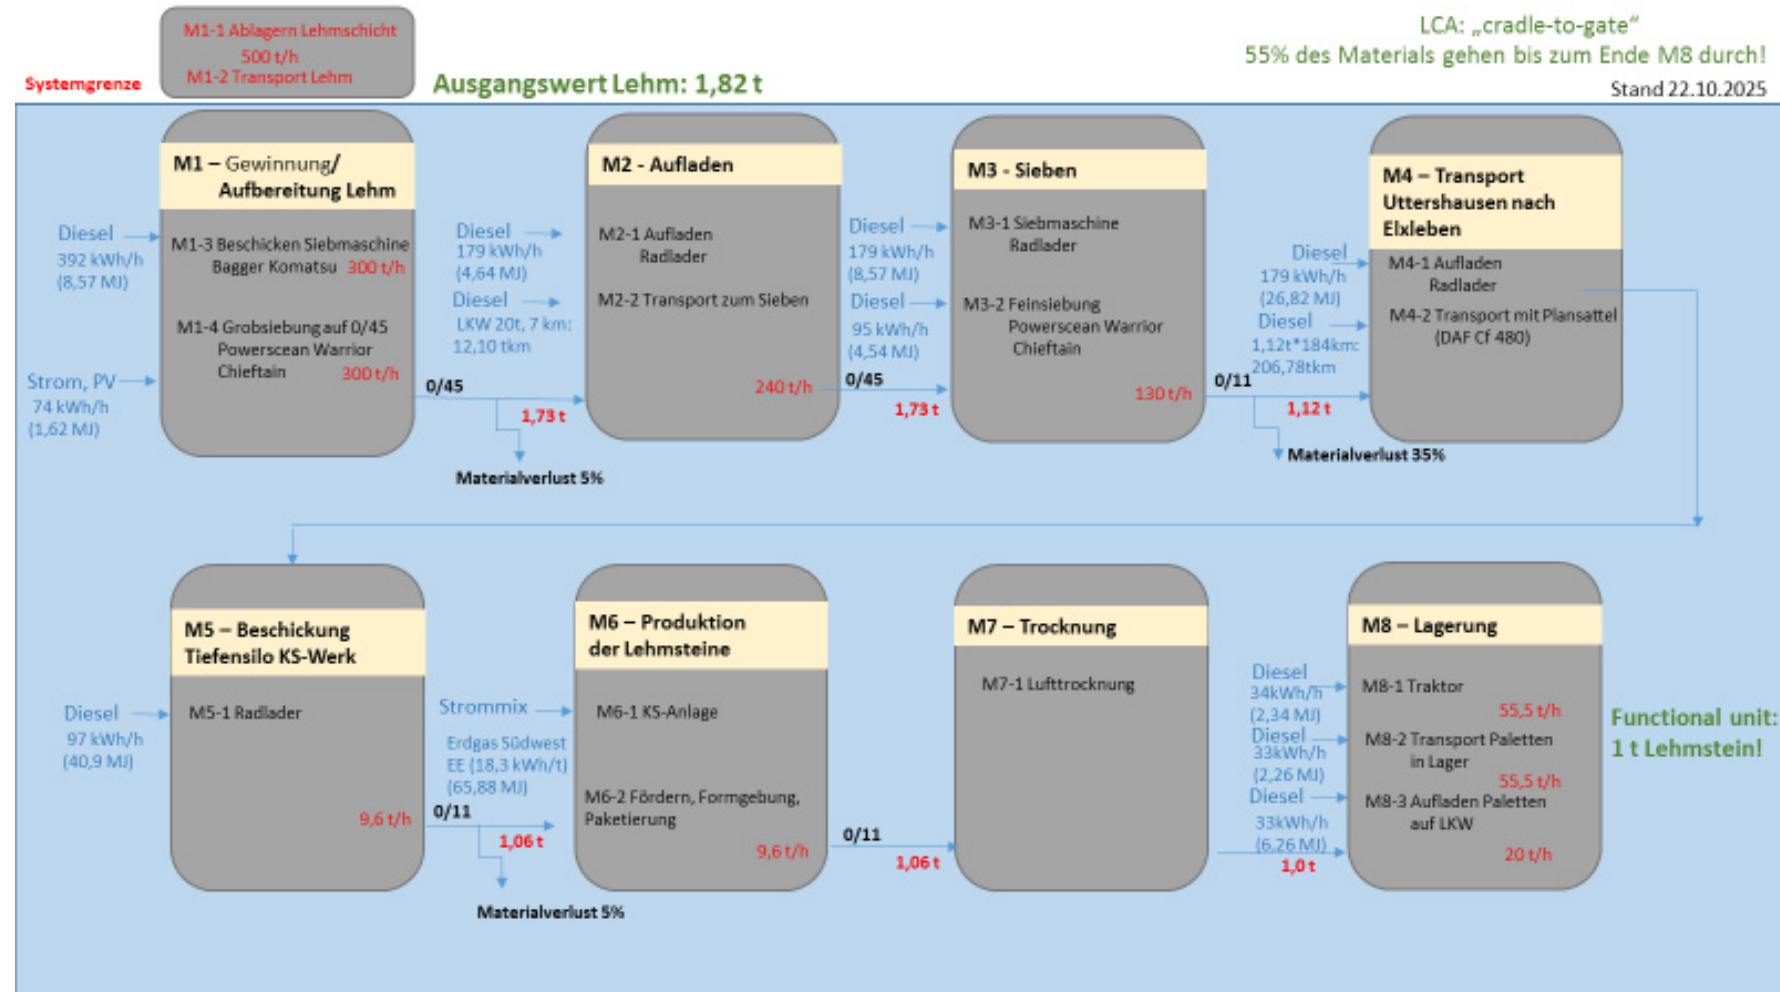 M1-1 Ablagern Lehmschicht
500 t/h
M1-2 Transport Lehm
Systemgrenze
Ausgangswert Lehm: 1,82 t
LCA: „cradle-to-gate“
55% des Materials gehen bis zum Ende M8 durch!
Stand 22.10.2025
M1 – Gewinnung/
Aufbereitung Lehm
Diesel
392 kWh/h
(8,57 MJ)
M1-3 Beschicken Siebmaschine
Bagger Komatsu 300 t/h
M1-4 Grobsiebung auf 0/45
Powerscean Warrior
Chieftain
300 t/h
Strom, PV
74 kWh/h
(1,62 MJ)
0/45
1,73 t
Materialverlust 5%
M2 - Aufladen
Diesel
179 kWh/h
(4,64 MJ)
Diesel
LKW 20t, 7 km:
12,10 tkm
M2-1 Aufladen
Radlader
M2-2 Transport zum Sieben
240 t/h
0/45
1,73 t
M3 - Sieben
Diesel
179 kWh/h
(8,57 MJ)
Diesel
95 kWh/h
(4,54 MJ)
M3-1 Siebmaschine
Radlader
M3-2 Feinsiebung
Powerscean Warrior
Chieftain
130 t/h
0/11
1,12 t
Materialverlust 35%
M4 – Transport
Uttershausen nach
Elxleben
Diesel
179 kWh/h
(26,82 MJ)
Diesel
1,12t*184km:
206,78tkm
M4-1 Aufladen
Radlader
M4-2 Transport mit Plansattel
(DAF Cf 480)
M5 – Beschickung
Tiefensilo KS-Werk
Diesel
97 kWh/h
(40,9 MJ)
M5-1 Radlader
9,6 t/h
0/11
1,06 t
Materialverlust 5%
M6 – Produktion
der Lehmsteine
Strommix
Erdgas Südwest
EE (18,3 kWh/t)
(65,88 MJ)
M6-1 KS-Anlage
M6-2 Fördern, Formgebung,
Paketierung
9,6 t/h
0/11
1,06 t
M7 – Trocknung
M7-1 Lufttrocknung
M8 – Lagerung
Diesel
34kWh/h
(2,34 MJ)
Diesel
33kWh/h
(2,26 MJ)
Diesel
33kWh/h
(6,26 MJ)
1,0 t
M8-1 Traktor
55,5 t/h
M8-2 Transport Paletten
in Lager
55,5 t/h
M8-3 Aufladen Paletten
auf LKW
20 t/h
Functional unit:
1 t Lehmstein!